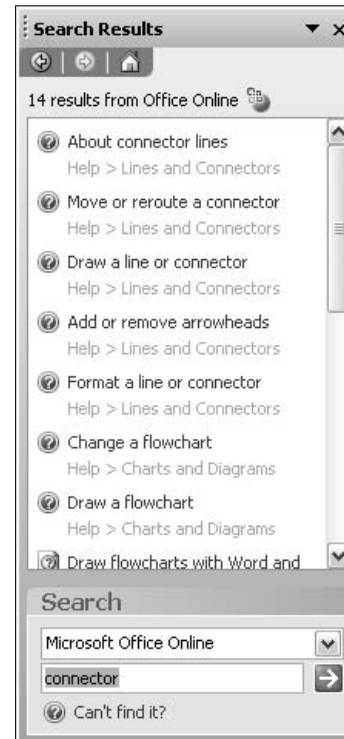 Search Results
14 results from Office Online
About connector lines
Help > Lines and Connectors
Move or reroute a connector
Help > Lines and Connectors
Draw a line or connector
Help > Lines and Connectors
Add or remove arrowheads
Help > Lines and Connectors
Format a line or connector
Help > Lines and Connectors
Change a flowchart
Help > Charts and Diagrams
Draw a flowchart
Help > Charts and Diagrams
Draw flowcharts with Word and
Search
Microsoft Office Online
connector
Can't find it?